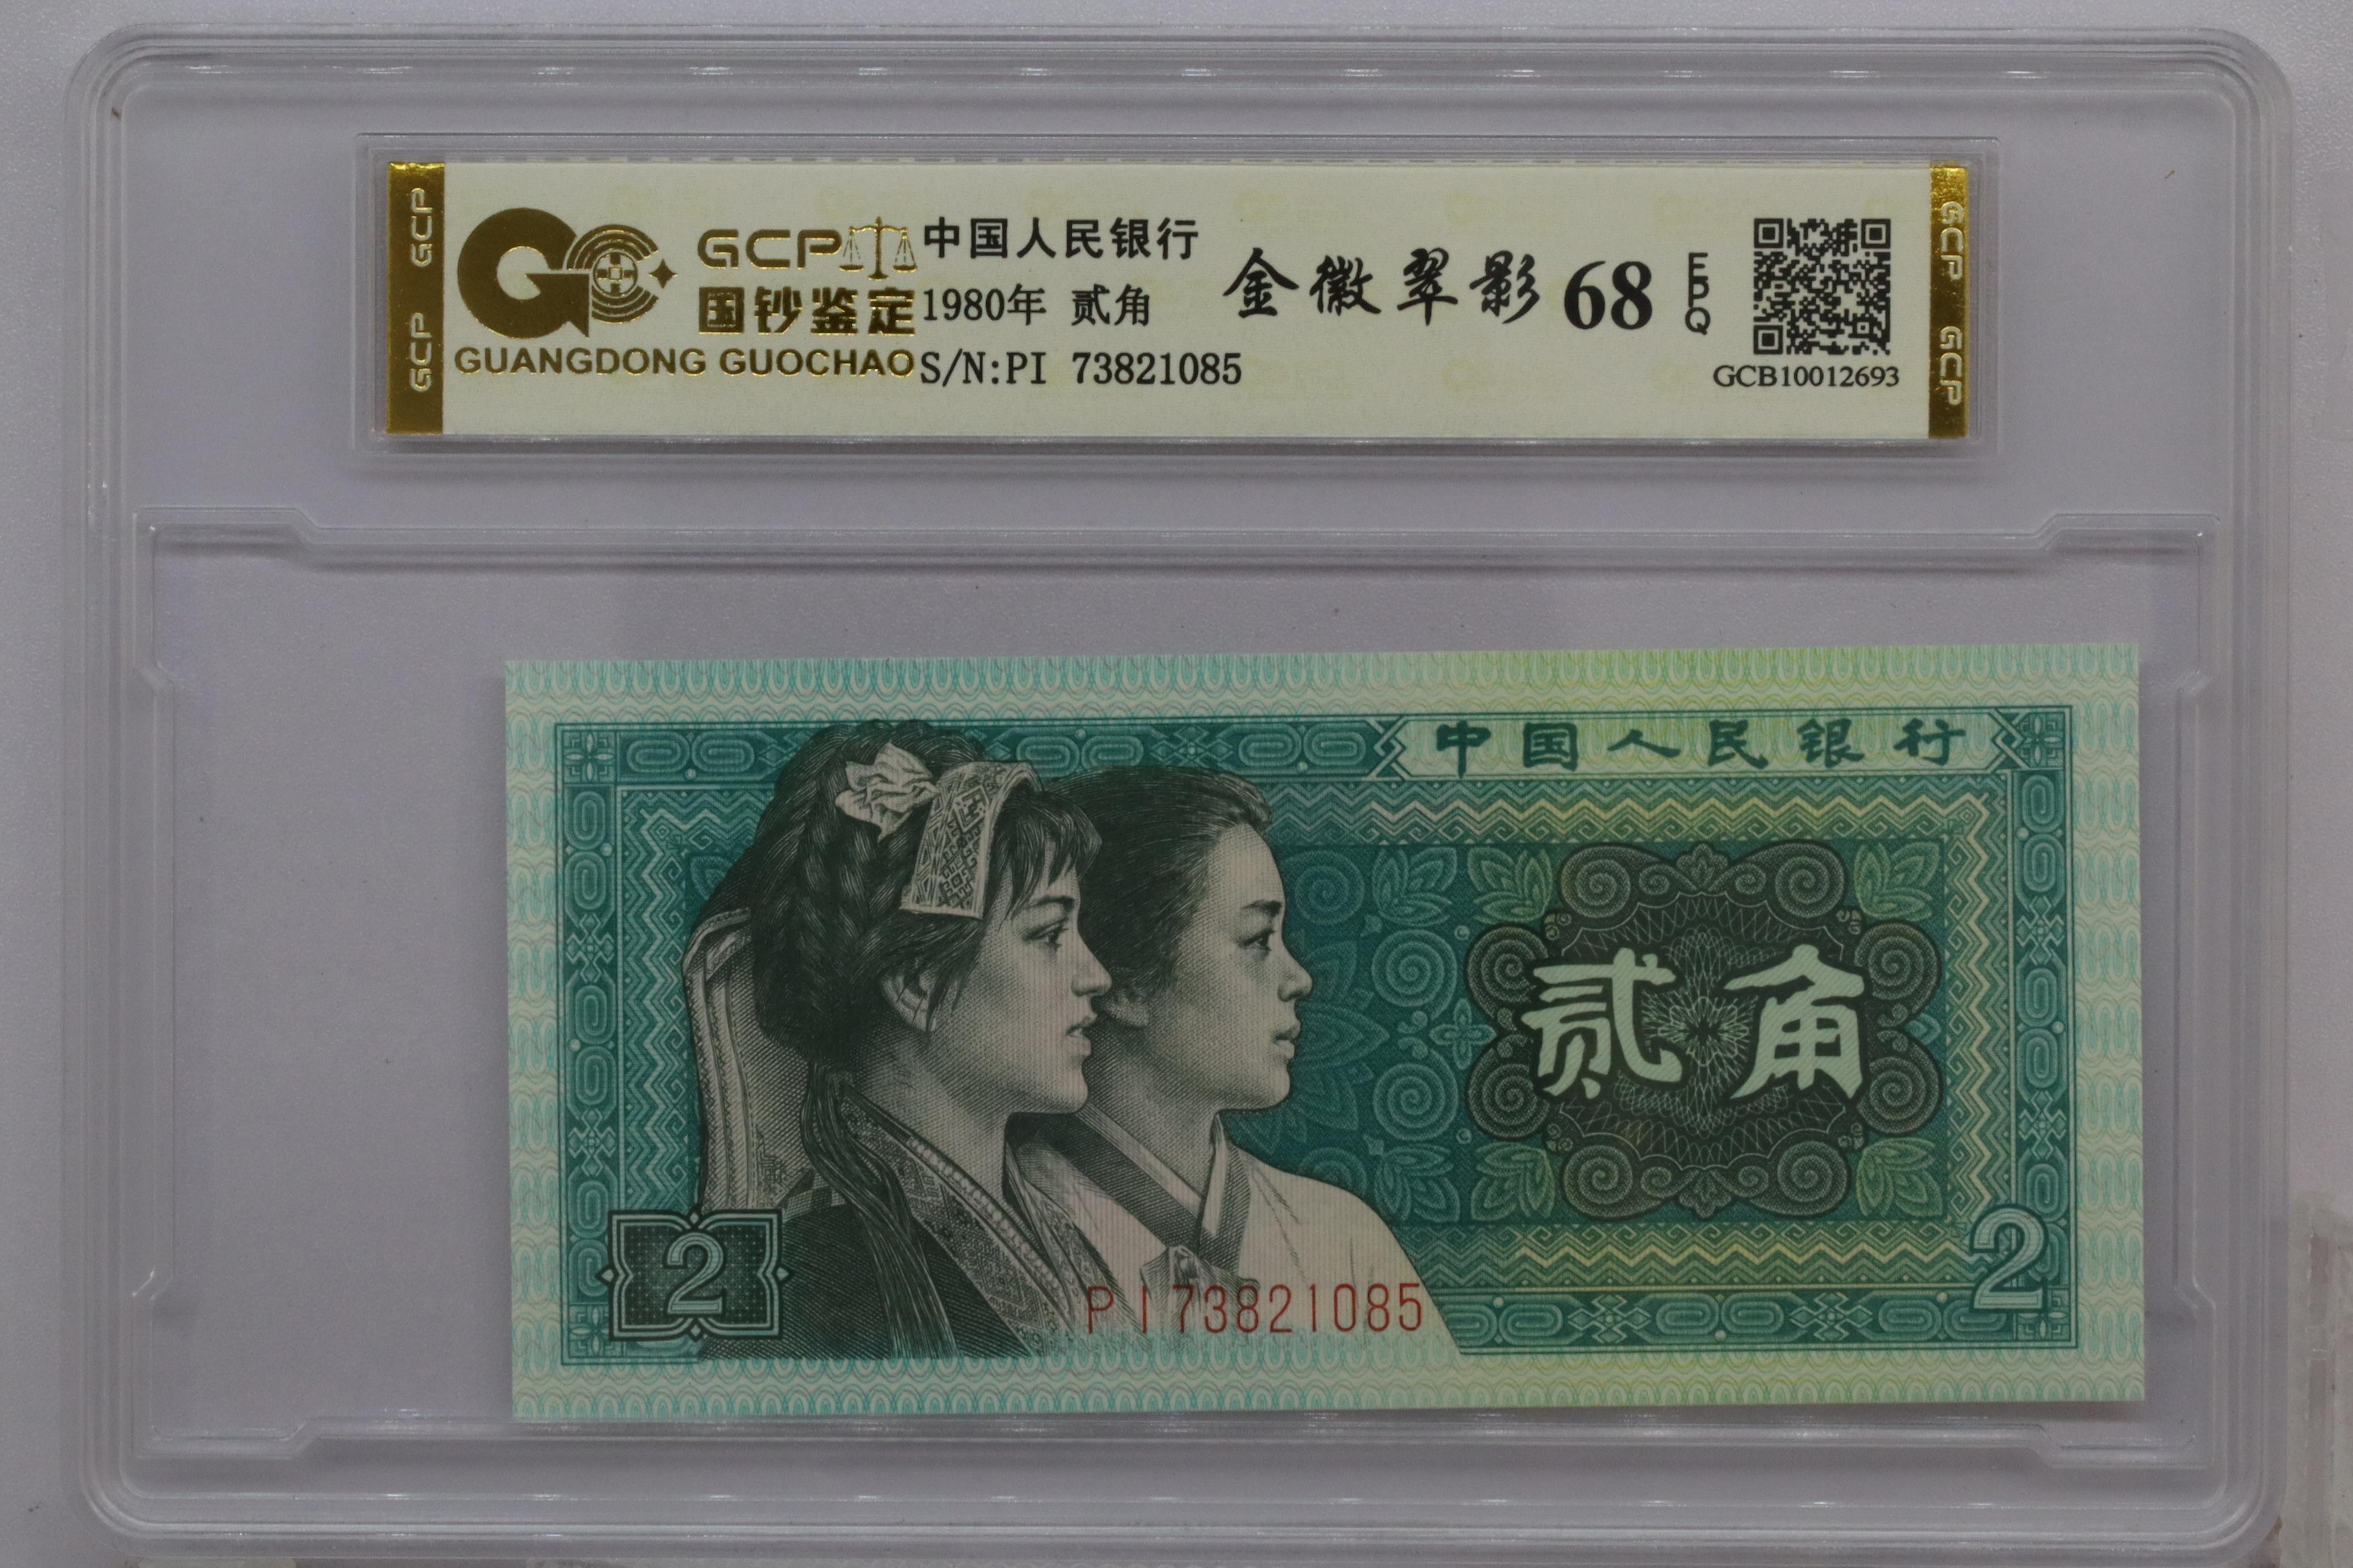 GCP GCP
GCP
国钞鉴定
GUANGDONG GUOCHAO
中国人民银行
1980年 贰角
S/N:PI 73821085
金徽翠影 68 EPQ
GCB10012693
GCP GCP
中国人民银行
贰角
2
PI73821085
2